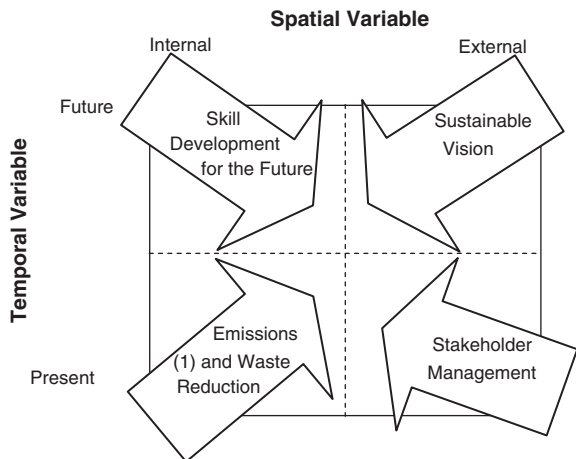 Spatial Variable
Internal
External
Future
Skill
Development
for the Future
Sustainable
Vision
Temporal Variable
Emissions
(1) and Waste
Reduction
Stakeholder
Management
Present